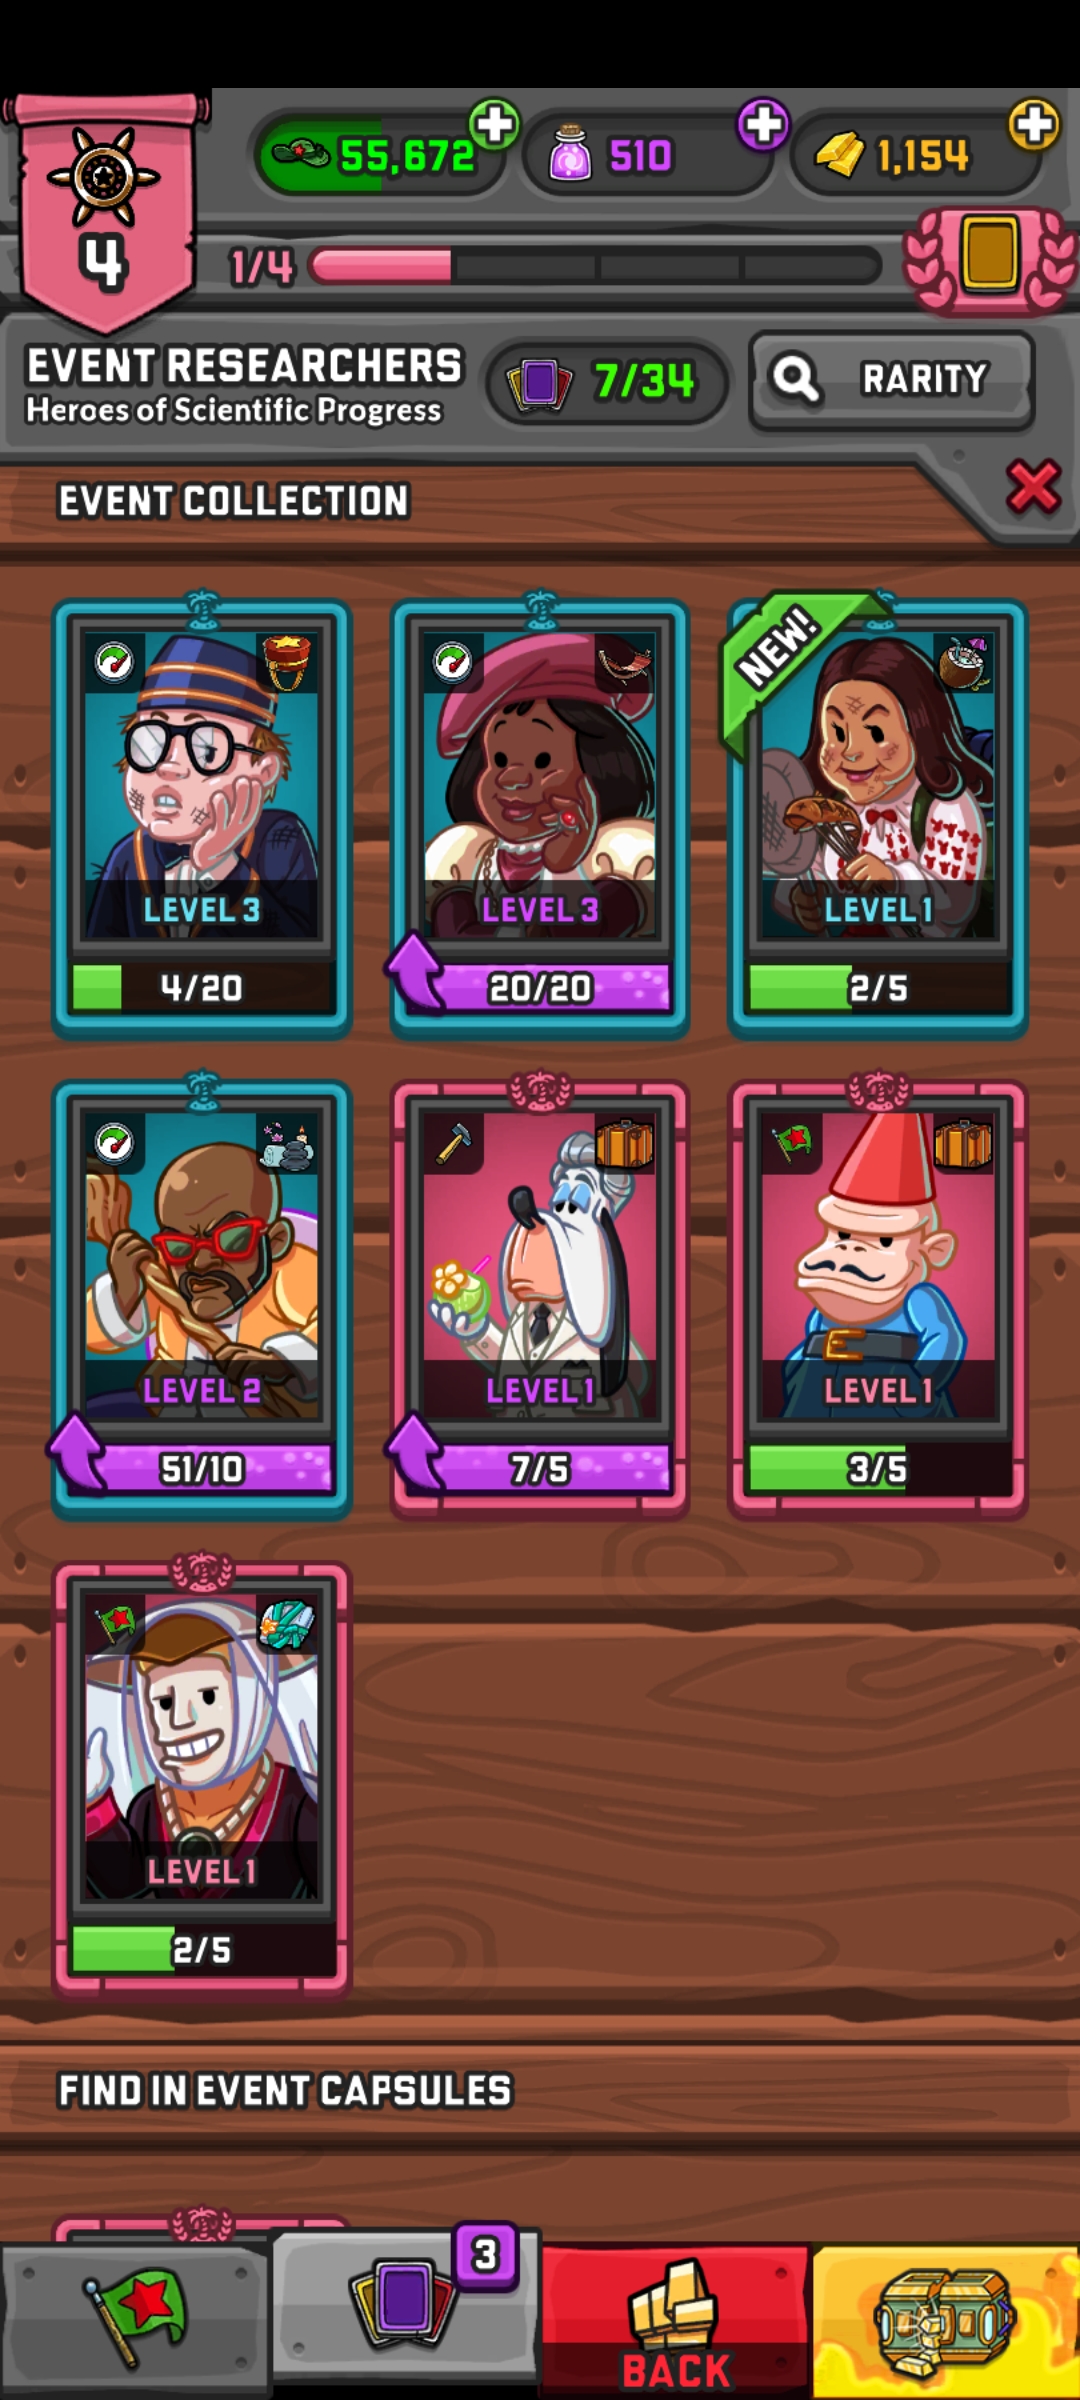 55,672
510
1,154
4
1/4
EVENT RESEARCHERS
Heroes of Scientific Progress
7/34
RARITY
EVENT COLLECTION
NEW!
LEVEL 3
LEVEL 3
LEVEL 1
4/20
20/20
2/5
LEVEL 2
LEVEL 1
LEVEL 1
51/10
7/5
3/5
LEVEL 1
2/5
FIND IN EVENT CAPSULES
3
BACK